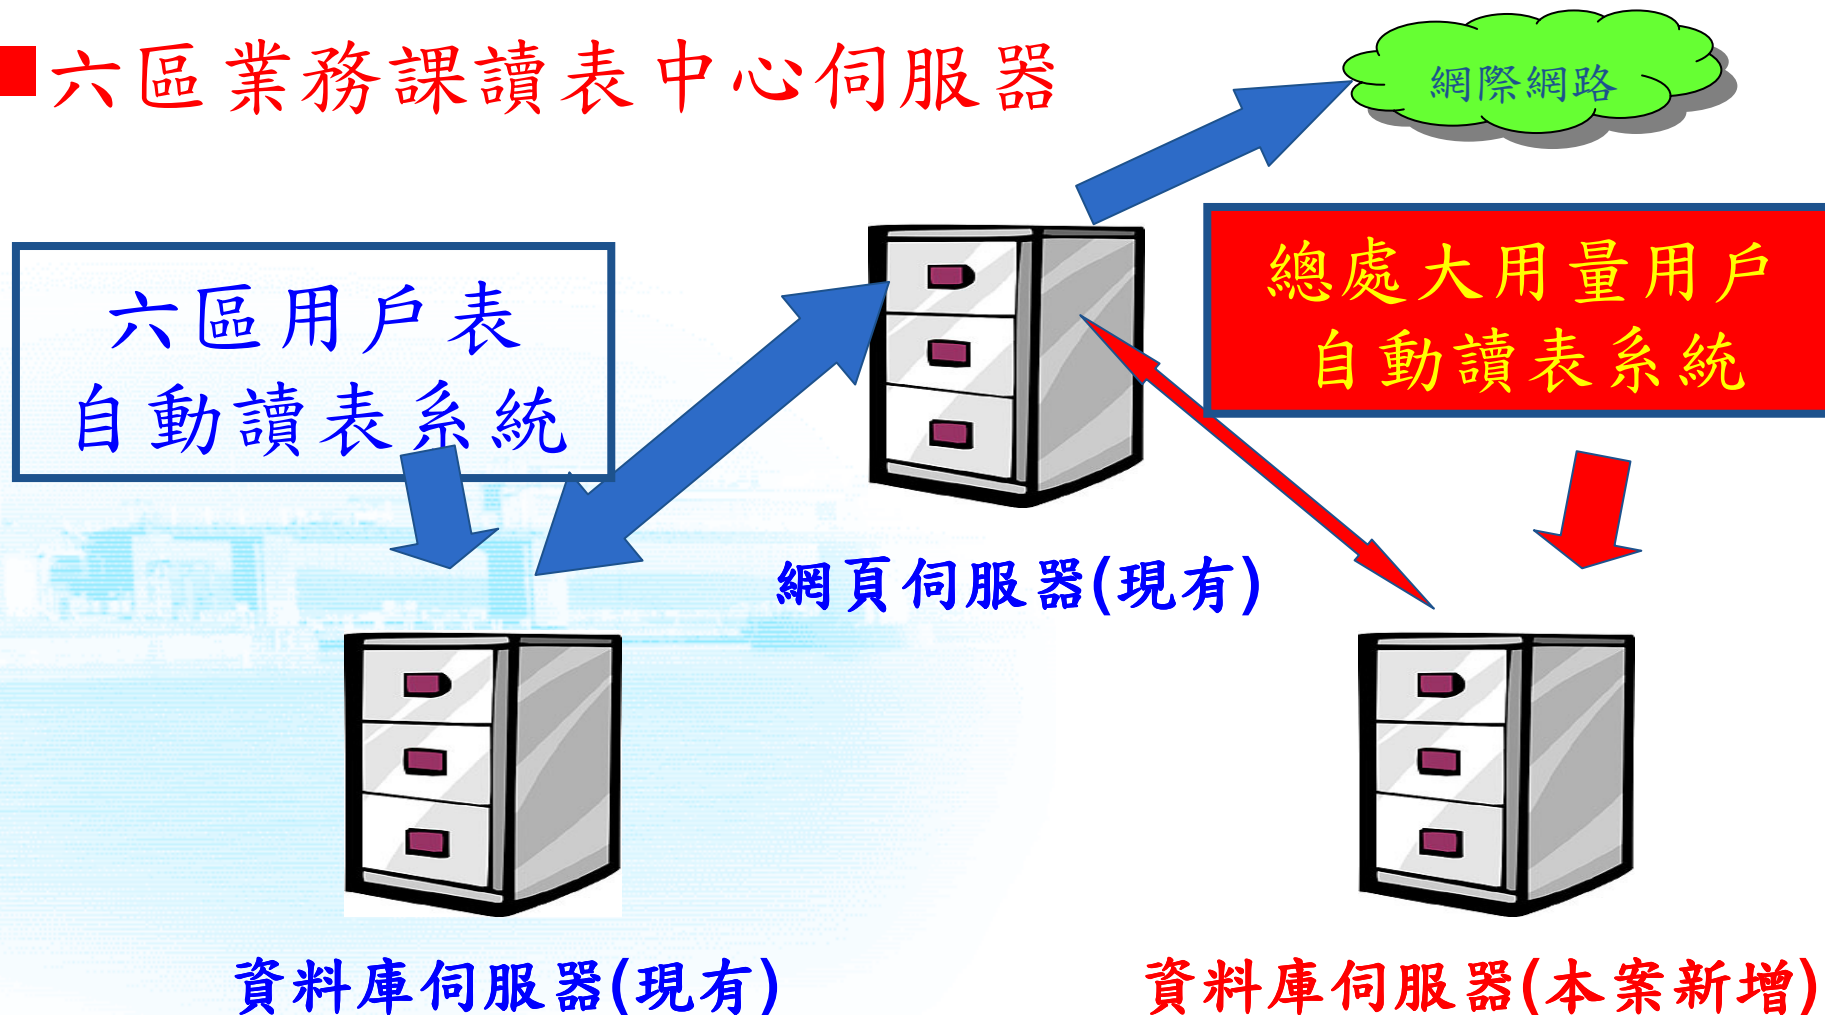 六區業務課讀表中心伺服器
網際網路
六區用戶表
自動讀表系統
總處大用量用戶
自動讀表系統
網頁伺服器(現有)
資料庫伺服器(現有)
資料庫伺服器(本案新增)